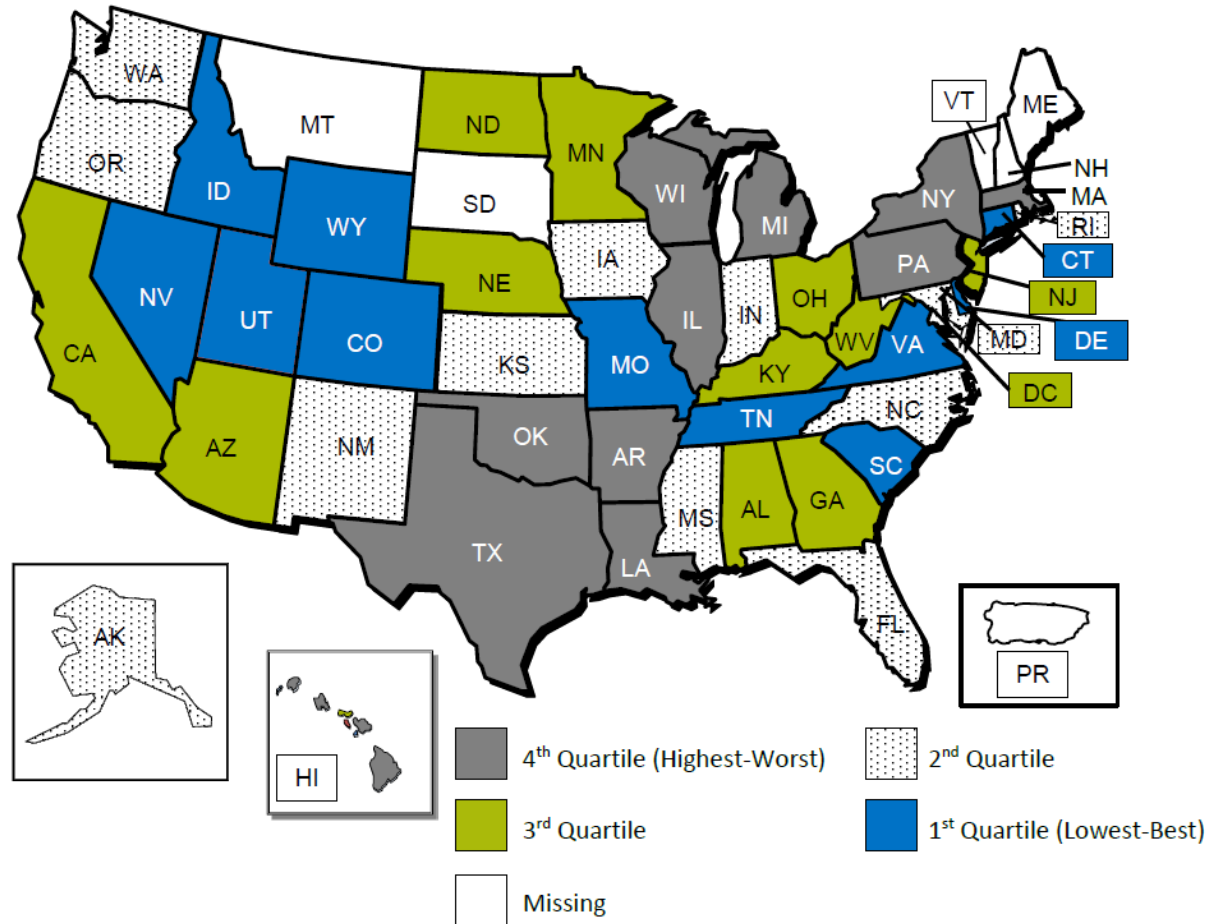 WA
VT
ME
MT
ND
MN
OR
NH
ID
WI
NY
MA
SD
MI
RI
WY
IA
PA
CT
NE
NV
OH
NJ
IL
IN
UT
CO
WV
VA
MD
DE
CA
KS
MO
KY
DC
NC
TN
OK
AZ
NM
AR
SC
MS
AL
GA
TX
LA
FL
AK
PR
HI
4th Quartile (Highest-Worst)
2nd Quartile
3rd Quartile
1st Quartile (Lowest-Best)
Missing